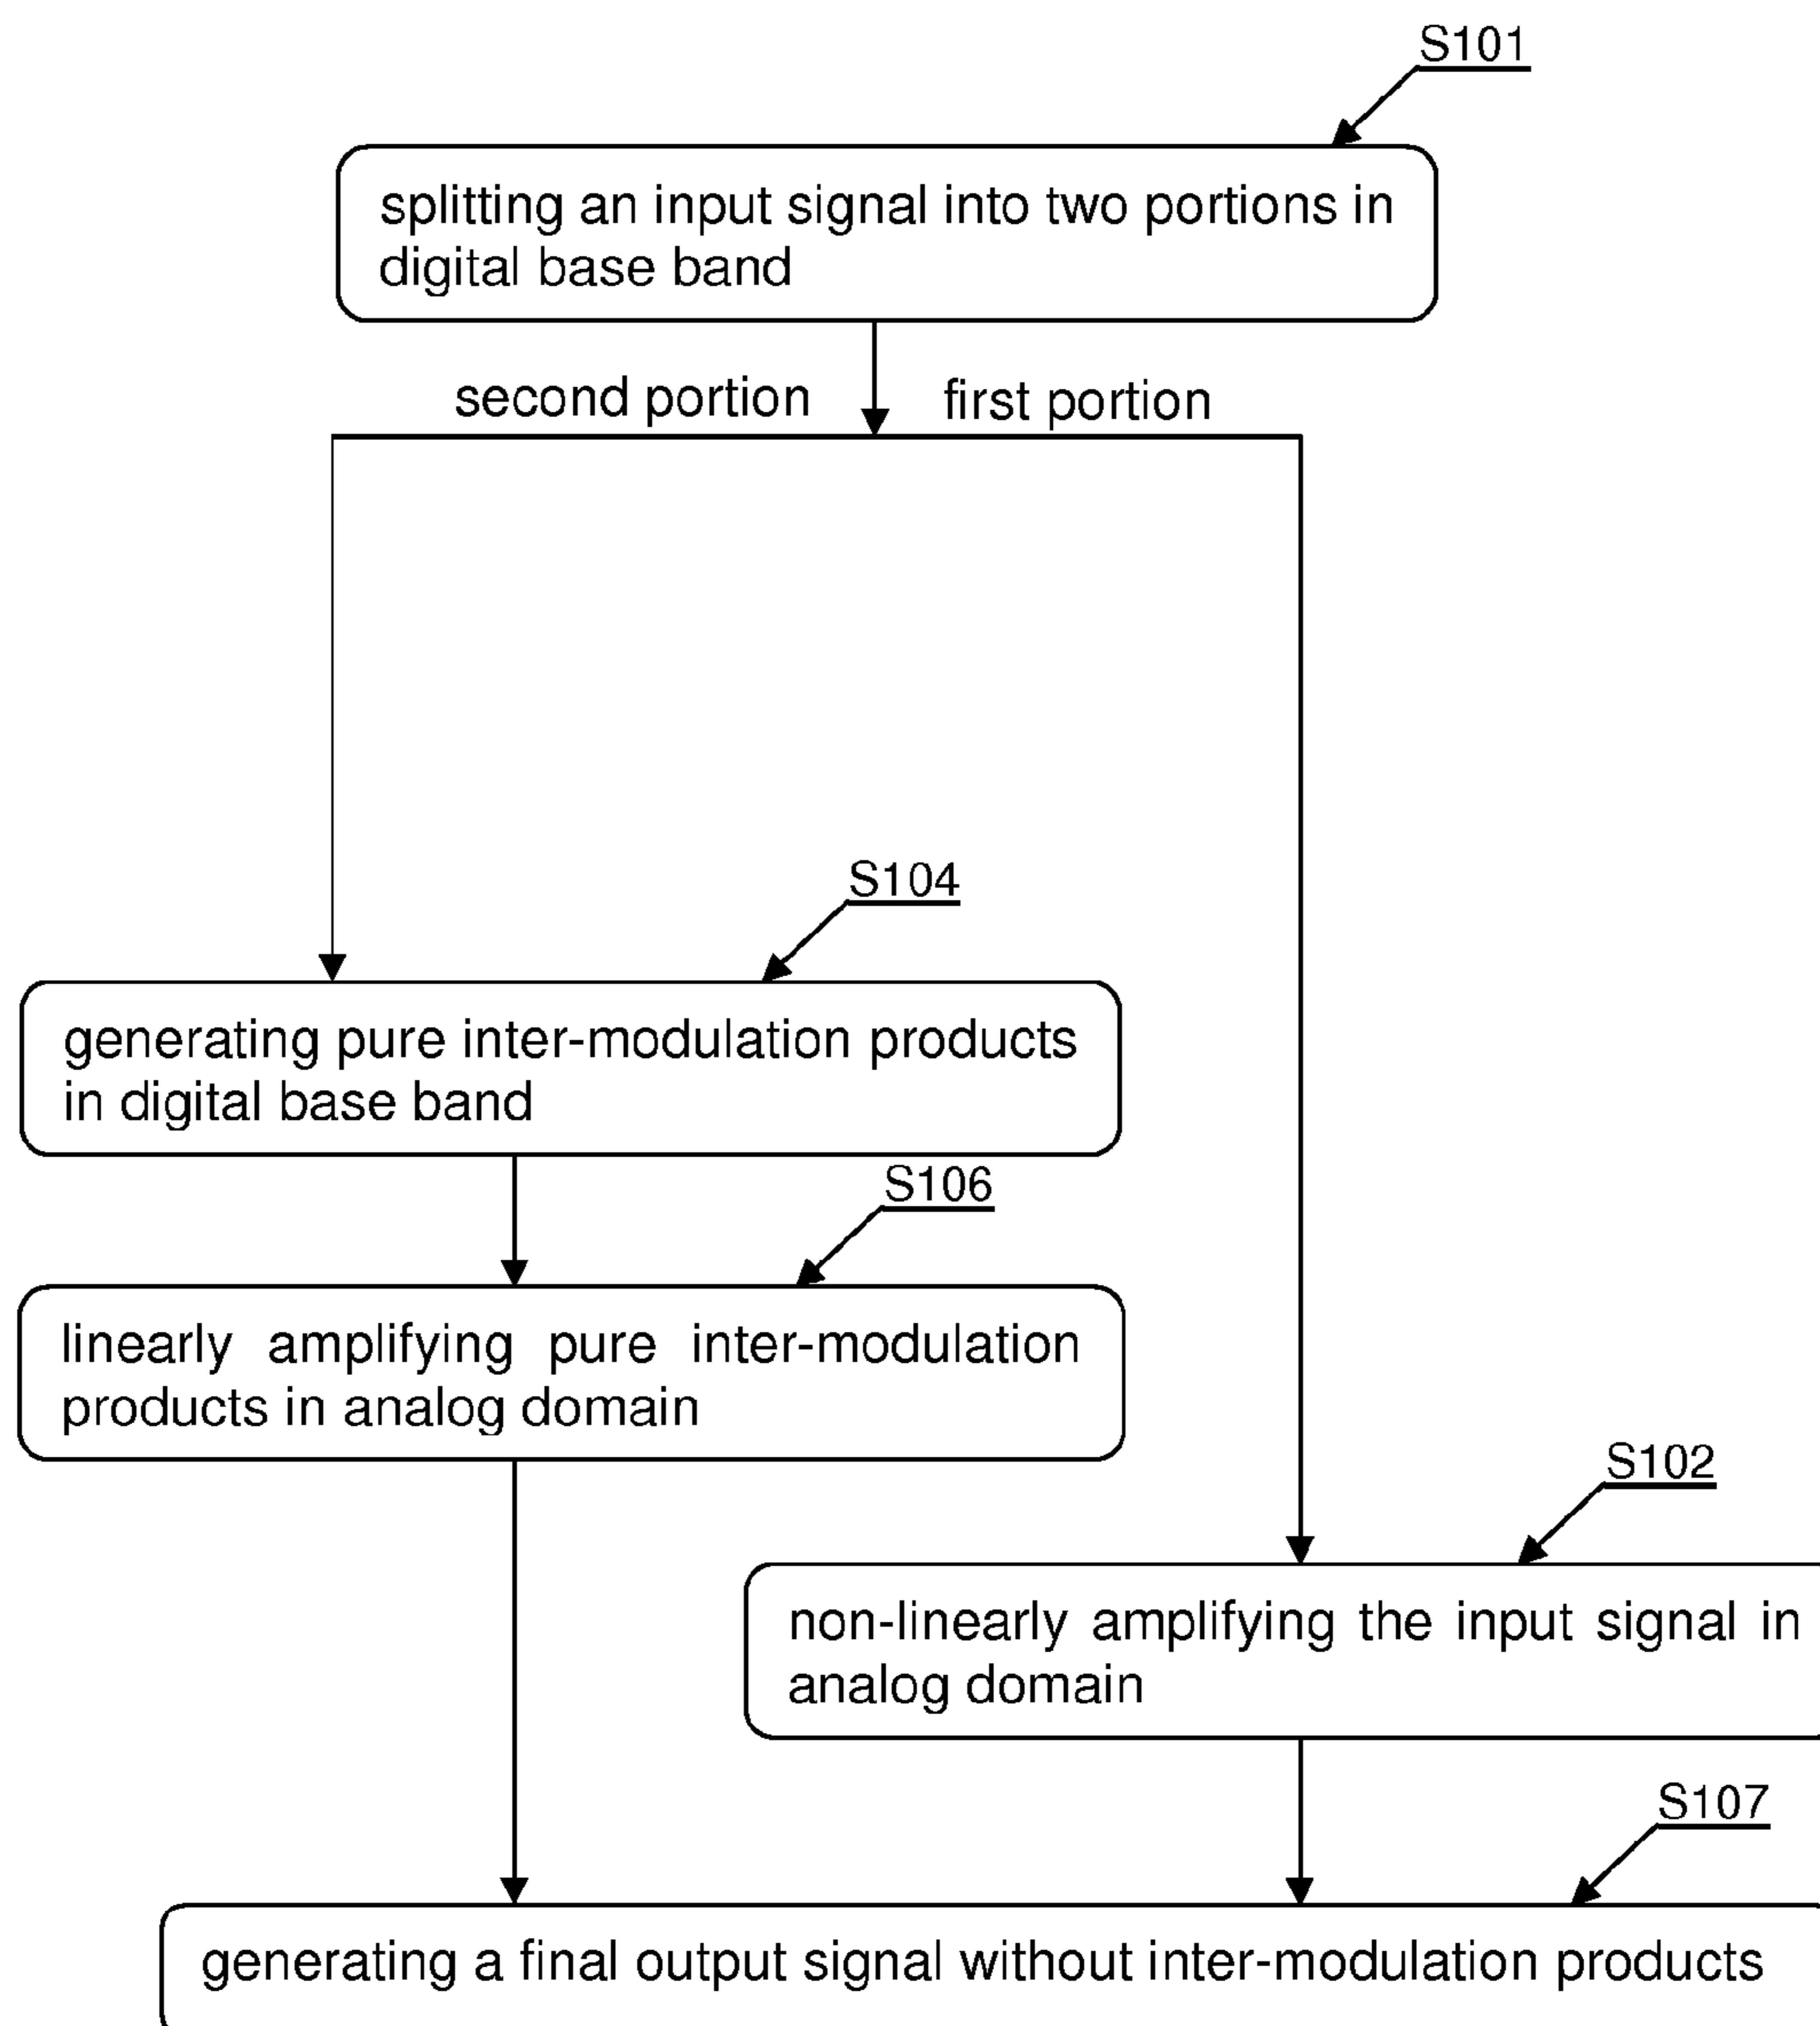 S101
splitting an input signal into two portions in
digital base band
second portion
first portion
S104
generating pure inter-modulation products
in digital base band
S106
linearly amplifying pure inter-modulation
products in analog domain
S102
non-linearly amplifying the input signal in
analog domain
S107
generating a final output signal without inter-modulation products